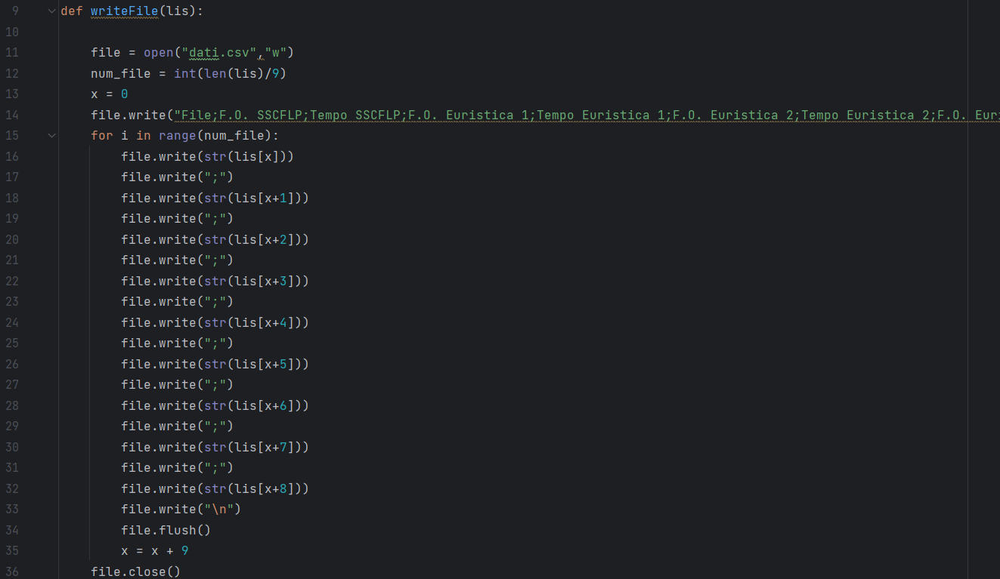 9 def writeFile(lis):
10
11 file = open("dati.csv","w")
12 num_file = int(len(lis)/9)
13 x = 0
14 file.write("File;F.O. SSCFLP;Tempo SSCFLP;F.O. Euristica 1;Tempo Euristica 1;F.O. Euristica 2;Tempo Euristica 2;F.O.
15 for i in range(num_file):
16 file.write(str(lis[x]))
17 file.write(";")
18 file.write(str(lis[x+1]))
19 file.write(";")
20 file.write(str(lis[x+2]))
21 file.write(";")
22 file.write(str(lis[x+3]))
23 file.write(";")
24 file.write(str(lis[x+4]))
25 file.write(";")
26 file.write(str(lis[x+5]))
27 file.write(";")
28 file.write(str(lis[x+6]))
29 file.write(";")
30 file.write(str(lis[x+7]))
31 file.write(";")
32 file.write(str(lis[x+8]))
33 file.write("\n")
34 file.flush()
35 x = x + 9
36 file.close()